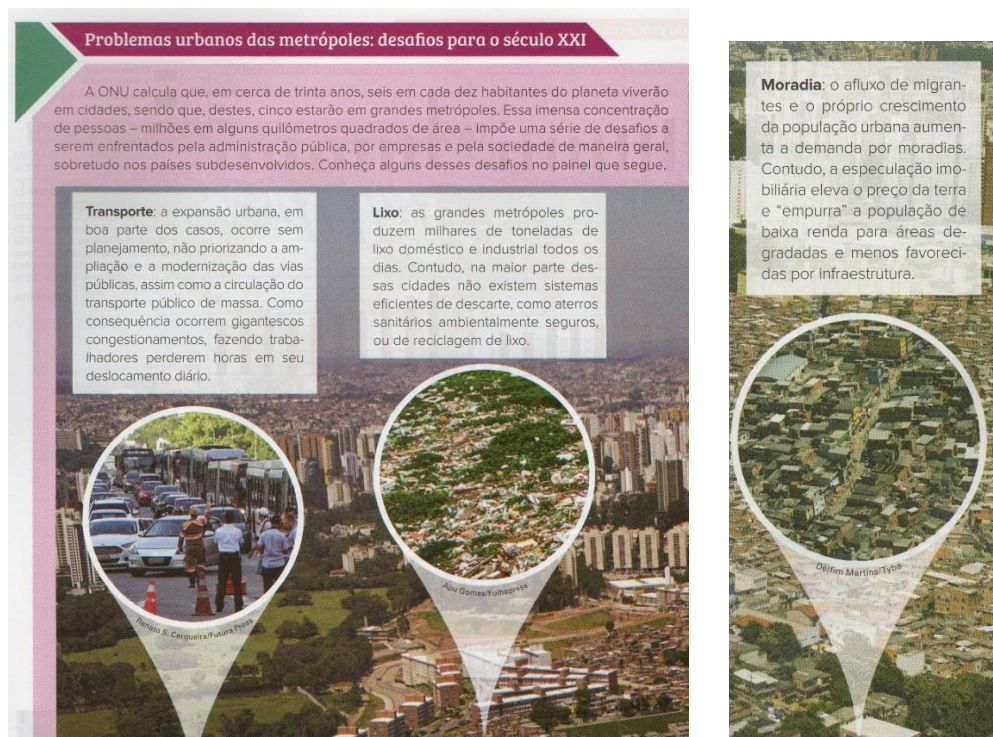 Problemas urbanos das metrópoles: desafios para o século XXI
A ONU calcula que, em cerca de trinta anos, seis em cada dez habitantes do planeta viverão
em cidades, sendo que, destes, cinco estarão em grandes metrópoles. Essa imensa concentração
de pessoas – milhões em alguns quilômetros quadrados de área – impõe uma série de desafios a
serem enfrentados pela administração pública, por empresas e pela sociedade de maneira geral,
sobretudo nos países subdesenvolvidos. Conheça alguns desses desafios no painel que segue.
Transporte: a expansão urbana, em
boa parte dos casos, ocorre sem
planejamento, não priorizando a am-
pliação e a modernização das vias
públicas, assim como a circulação do
transporte público de massa. Como
consequência ocorrem gigantescos
congestionamentos, fazendo traba-
lhadores perderem horas em seu
deslocamento diário.
Renato S. Cerqueira/Futura Press
Lixo: as grandes metrópoles pro-
duzem milhares de toneladas de
lixo doméstico e industrial todos os
dias. Contudo, na maior parte des-
sas cidades não existem sistemas
eficientes de descarte, como aterros
sanitários ambientalmente seguros,
ou de reciclagem de lixo.
Apu Gomes/Folhapress
Moradia: o afluxo de migran-
tes e o próprio crescimento
da população urbana aumen-
ta a demanda por moradias.
Contudo, a especulação imo-
biliária eleva o preço da terra
e “empurra” a população de
baixa renda para áreas de-
gradadas e menos favoreci-
das por infraestrutura.
Delfim Martins/Tyba